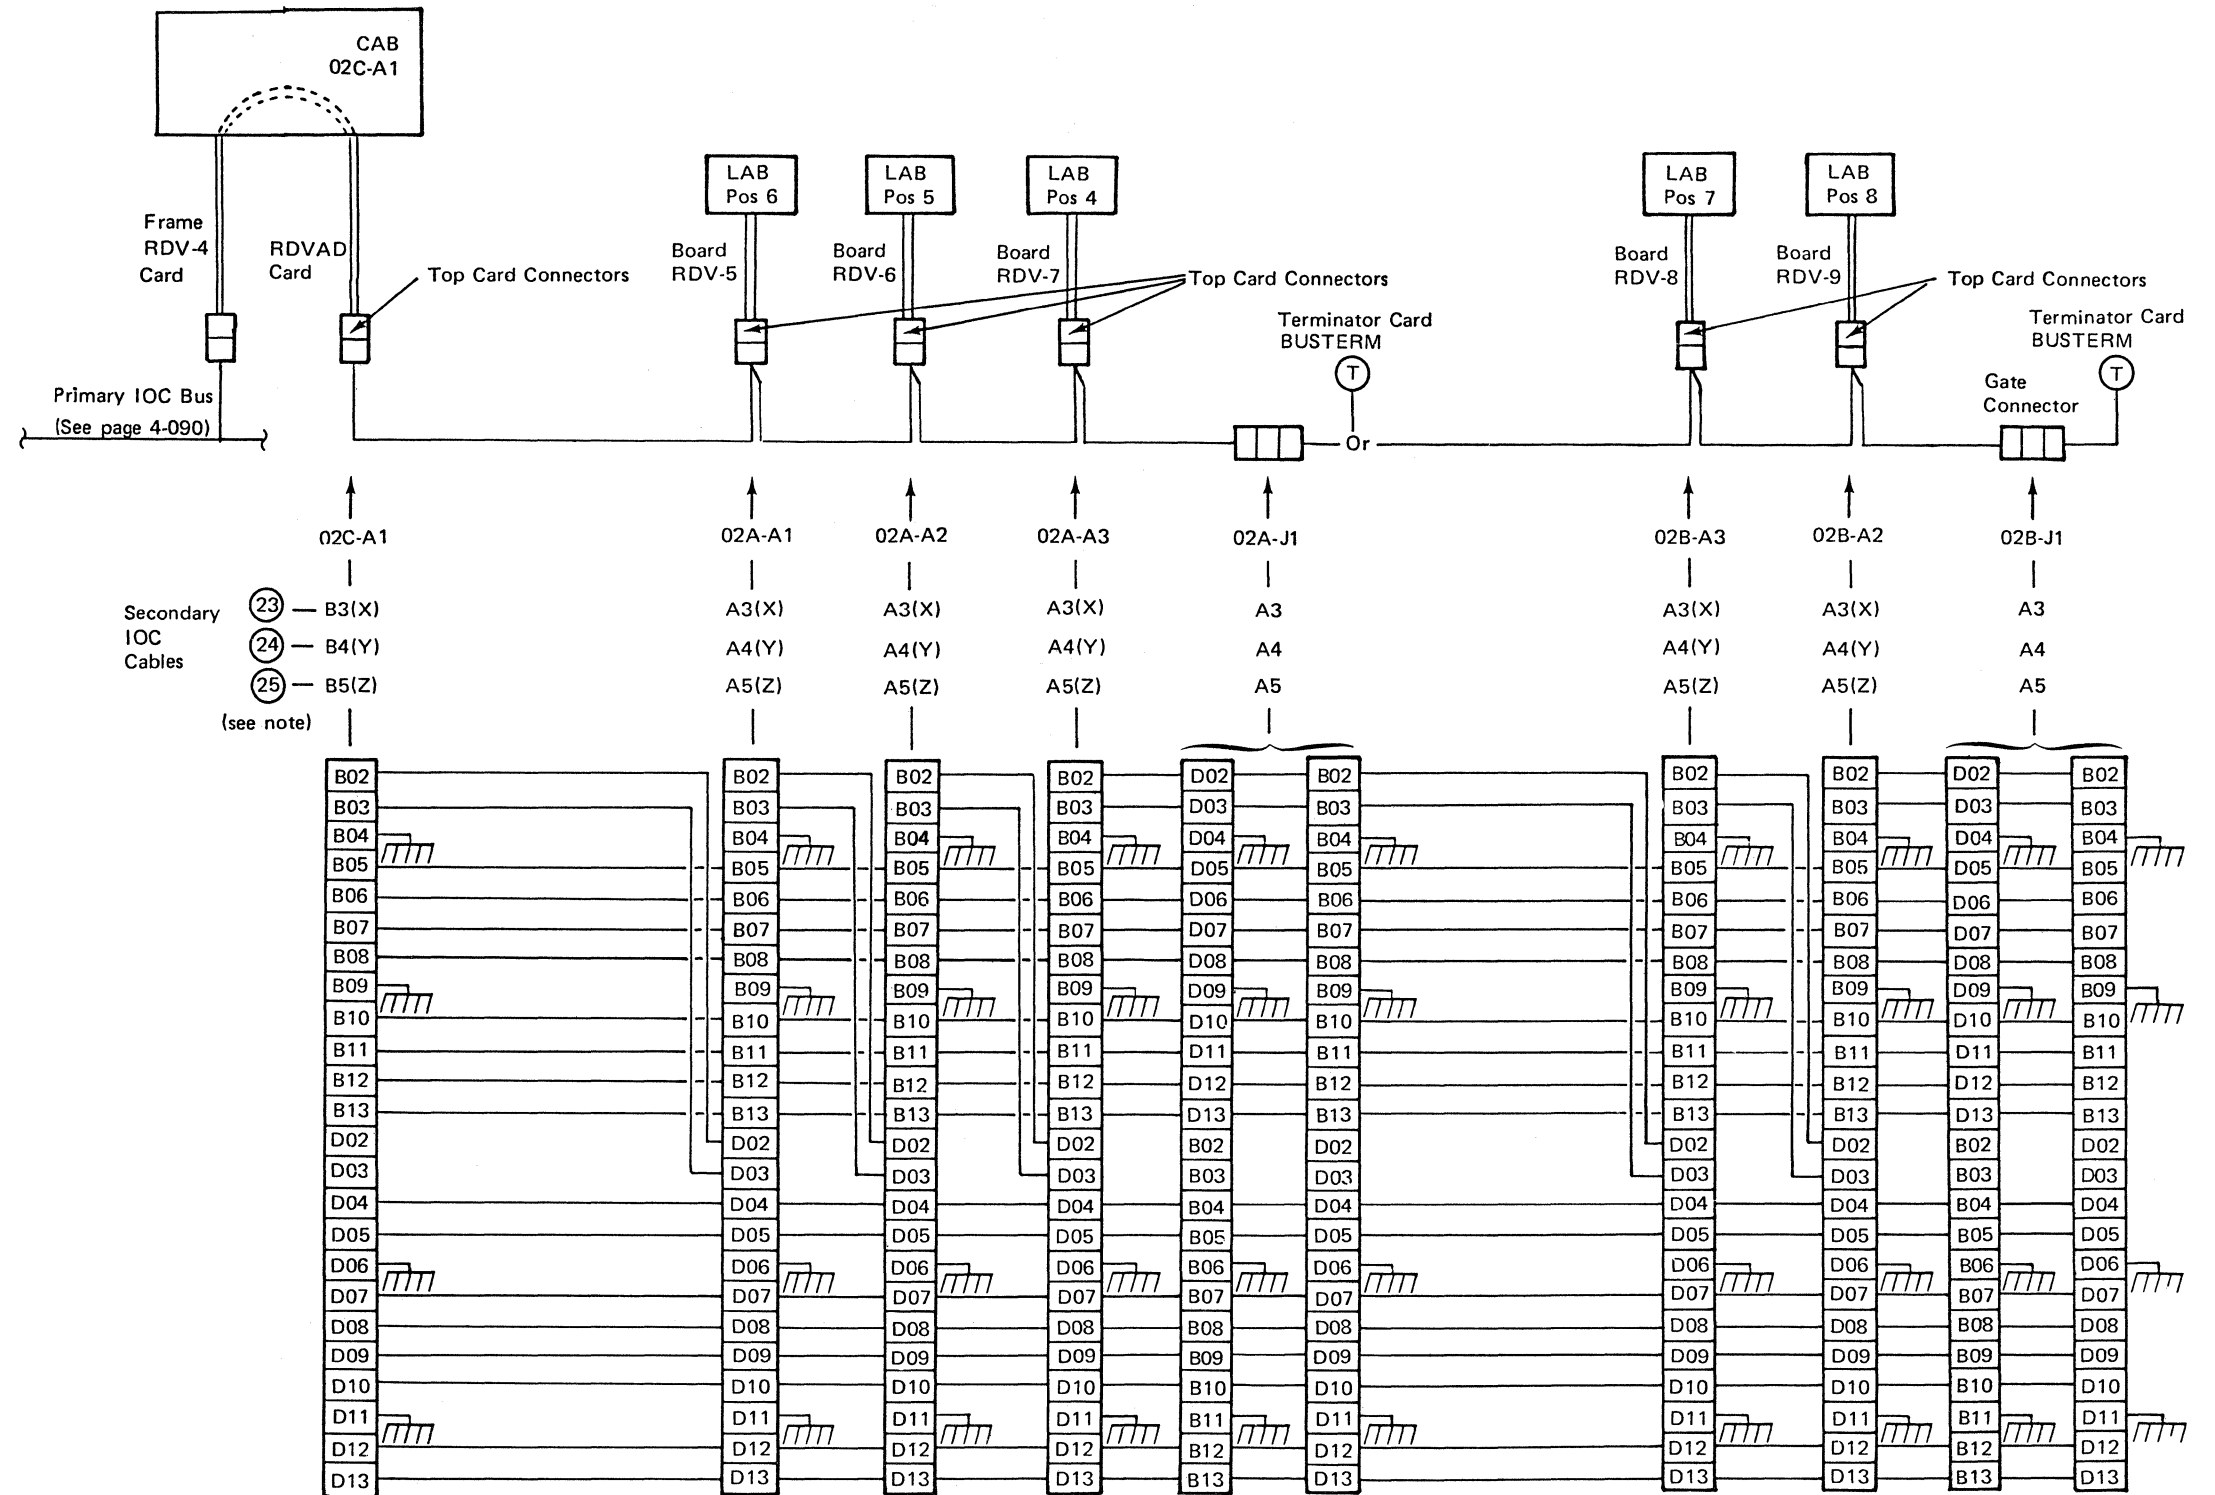 CAB
02C-A1
LAB
Pos 6
LAB
Pos 5
LAB
Pos 4
LAB
Pos 7
LAB
Pos 8
Frame
RDV-4
Card
RDVAD
Card
Top Card Connectors
Board
RDV-5
Board
RDV-6
Board
RDV-7
Top Card Connectors
Board
RDV-8
Board
RDV-9
Top Card Connectors
Terminator Card
BUSTERM
T
Terminator Card
BUSTERM
T
Primary IOC Bus
(See page 4-090)
Gate
Connector
Or
02C-A1 02A-A1 02A-A2 02A-A3 02A-J1 02B-A3 02B-A2 02B-J1
Secondary
IOC
Cables
23 B3(X) A3(X) A3(X) A3(X) A3 A3(X) A3(X) A3
24 B4(Y) A4(Y) A4(Y) A4(Y) A4 A4(Y) A4(Y) A4
25 B5(Z) A5(Z) A5(Z) A5(Z) A5 A5(Z) A5(Z) A5
(see note)
B02 B02 B02 B02 D02 B02 B02 B02 D02 B02
B03 B03 B03 B03 D03 B03 B03 B03 D03 B03
B04 B04 B04 B04 D04 B04 B04 B04 D04 B04
B05 B05 B05 B05 D05 B05 B05 B05 D05 B05
B06 B06 B06 B06 D06 B06 B06 B06 D06 B06
B07 B07 B07 B07 D07 B07 B07 B07 D07 B07
B08 B08 B08 B08 D08 B08 B08 B08 D08 B08
B09 B09 B09 B09 D09 B09 B09 B09 D09 B09
B10 B10 B10 B10 D10 B10 B10 B10 D10 B10
B11 B11 B11 B11 D11 B11 B11 B11 D11 B11
B12 B12 B12 B12 D12 B12 B12 B12 D12 B12
B13 B13 B13 B13 D13 B13 B13 B13 D13 B13
D02 D02 D02 D02 B02 D02 D02 D02 B02 D02
D03 D03 D03 D03 B03 D03 D03 D03 B03 D03
D04 D04 D04 D04 B04 D04 D04 D04 B04 D04
D05 D05 D05 D05 B05 D05 D05 D05 B05 D05
D06 D06 D06 D06 B06 D06 D06 D06 B06 D06
D07 D07 D07 D07 B07 D07 D07 D07 B07 D07
D08 D08 D08 D08 B08 D08 D08 D08 B08 D08
D09 D09 D09 D09 B09 D09 D09 D09 B09 D09
D10 D10 D10 D10 B10 D10 D10 D10 B10 D10
D11 D11 D11 D11 B11 D11 D11 D11 B11 D11
D12 D12 D12 D12 B12 D12 D12 D12 B12 D12
D13 D13 D13 D13 B13 D13 D13 D13 B13 D13